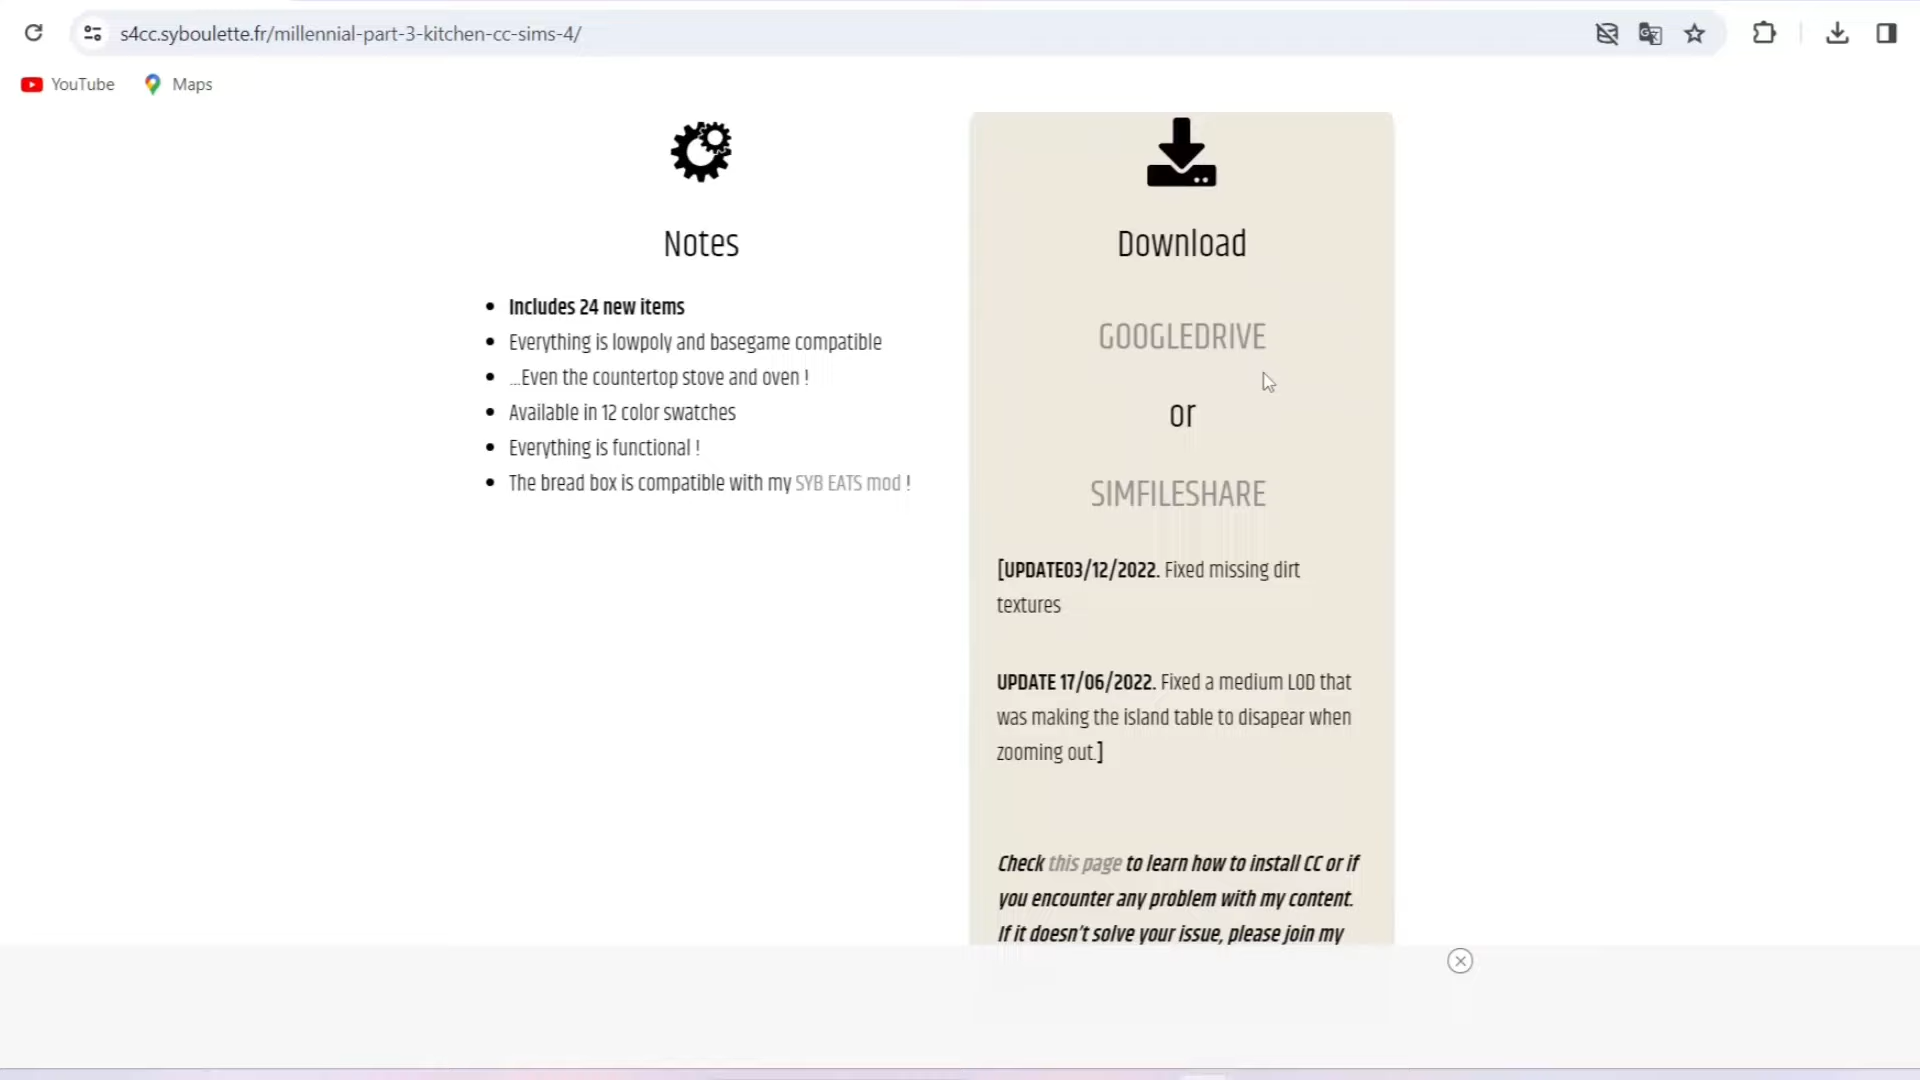 s4cc.syboulette.fr/millennial-part-3-kitchen-cc-sims-4/
YouTube
Maps
Notes
Includes 24 new items
Everything is lowpoly and basegame compatible
...Even the countertop stove and oven !
Available in 12 color swatches
Everything is functional !
The bread box is compatible with my SYB EATS mod !
Download
GOOGLEDRIVE
or
SIMFILESHARE
[UPDATE03/12/2022. Fixed missing dirt
textures
UPDATE 17/06/2022. Fixed a medium LOD that
was making the island table to disapear when
zooming out.]
Check this page to learn how to install CC or if
you encounter any problem with my content.
If it doesn't solve your issue, please join my